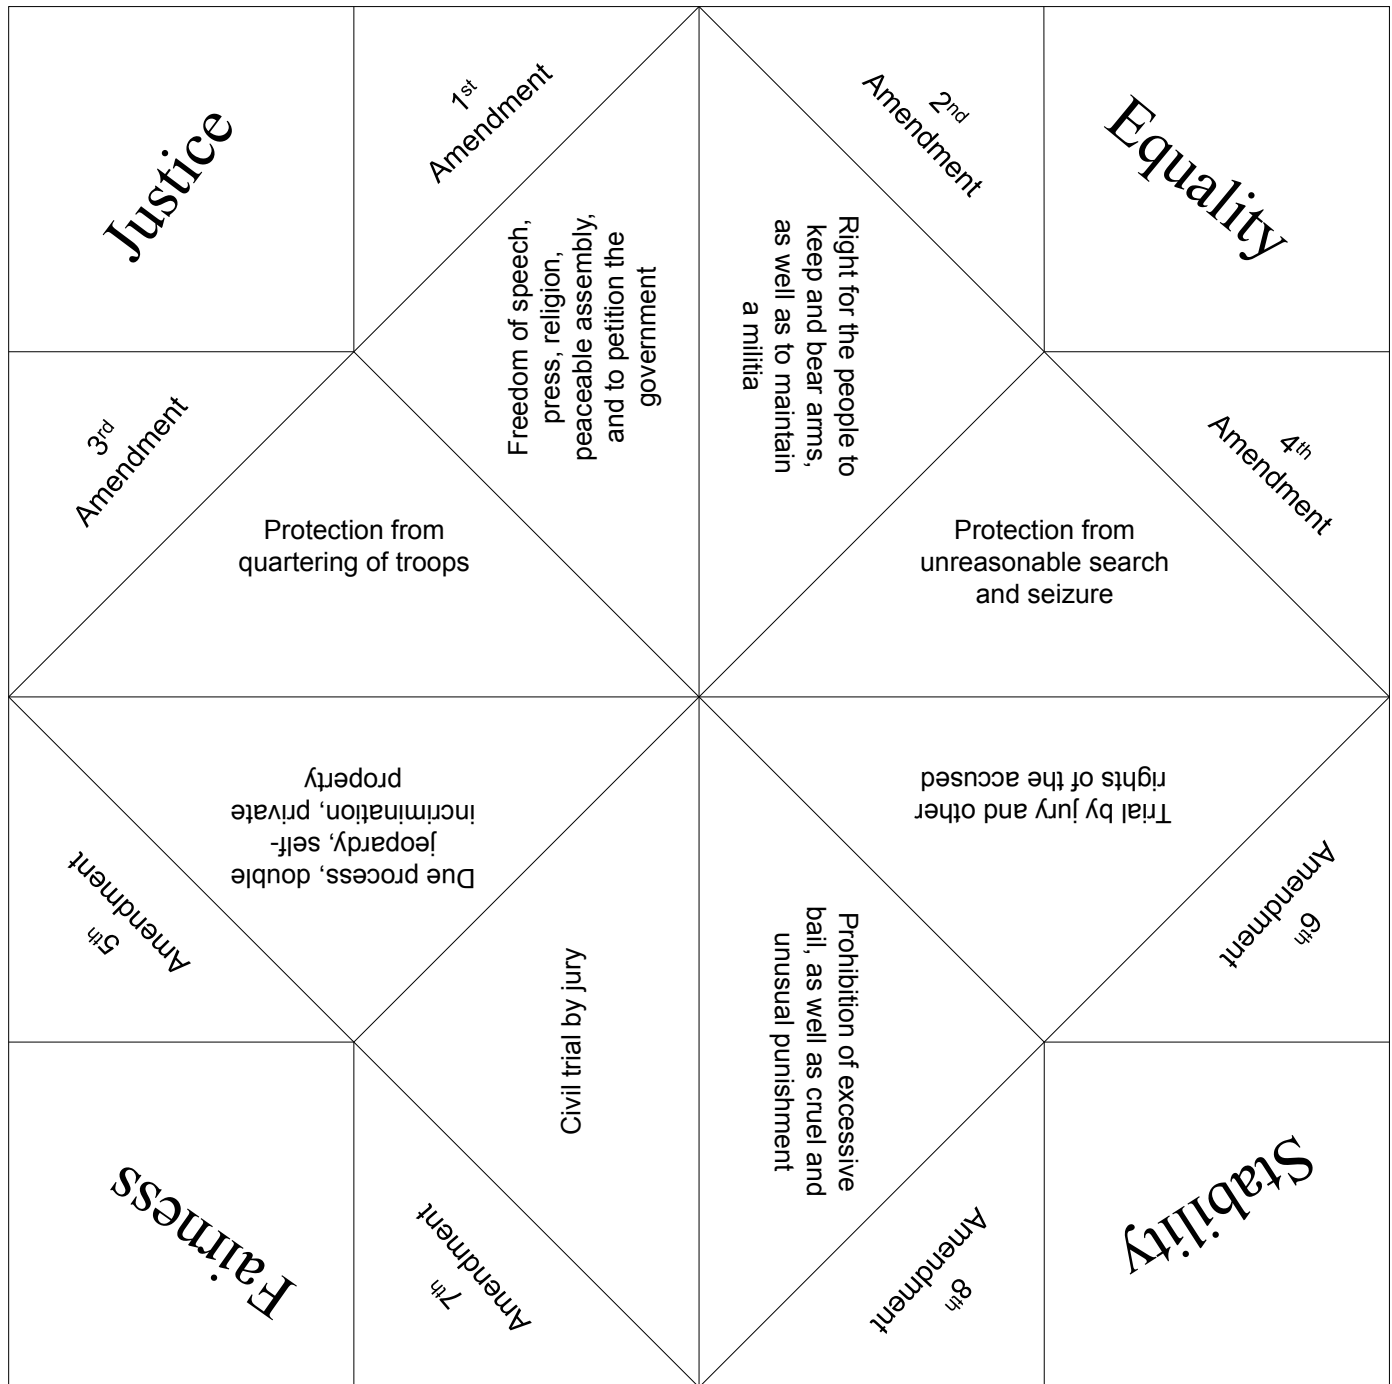 Justice
1st
Amendment
2nd
Amendment
Equality
Freedom of speech,
press, religion,
peaceable assembly,
and to petition the
government
Right for the people to
keep and bear arms,
as well as to maintain
a militia
3rd
Amendment
Protection from
quartering of troops
Protection from
unreasonable search
and seizure
4th
Amendment
5th
Amendment
Due process, double
jeopardy, self-
incrimination, private
property
Trial by jury and other
rights of the accused
6th
Amendment
Civil trial by jury
Prohibition of excessive
bail, as well as cruel and
unusual punishment
Fairness
7th
Amendment
8th
Amendment
Stability